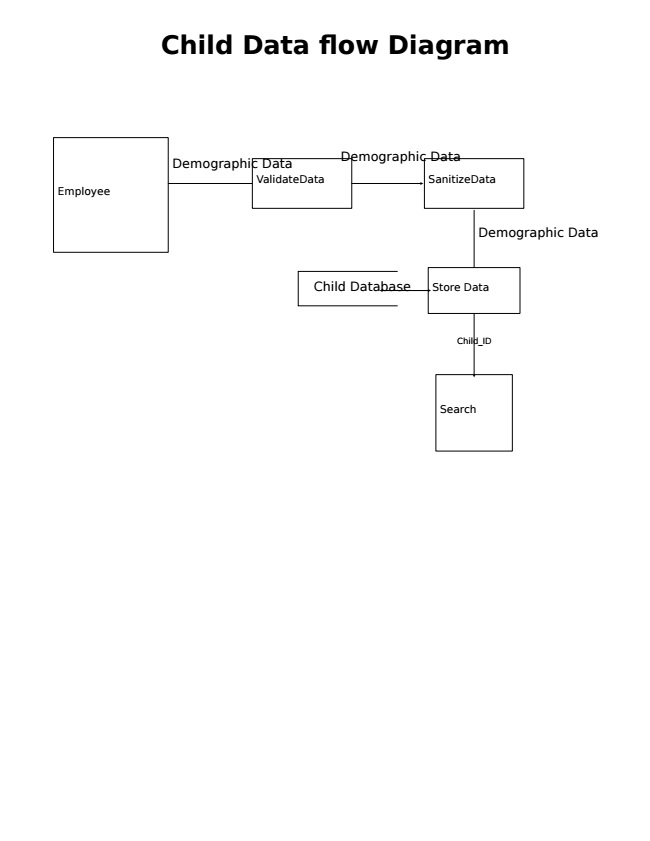 Child Data flow Diagram
Demographic Data
Demographic Data
Employee
ValidateData
SanitizeData
Demographic Data
Child Database
Store Data
Child_ID
Search